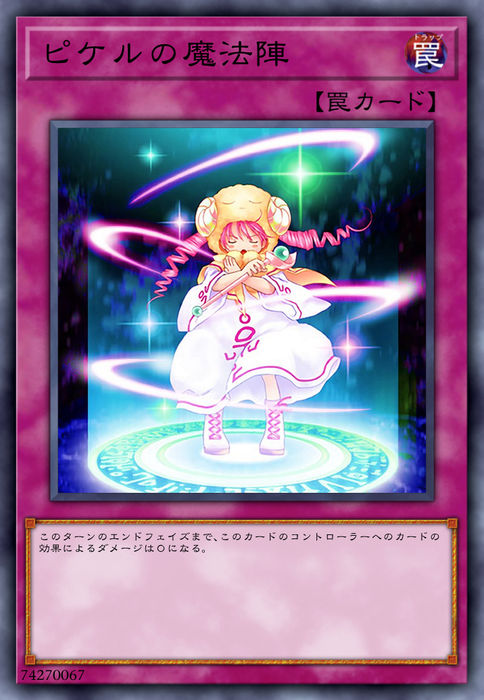 ピケルの魔法陣
トラップ
罠
【罠カード】
このターンのエンドフェイズまで、このカードのコントローラーへのカードの
効果によるダメージは0になる。
74270067